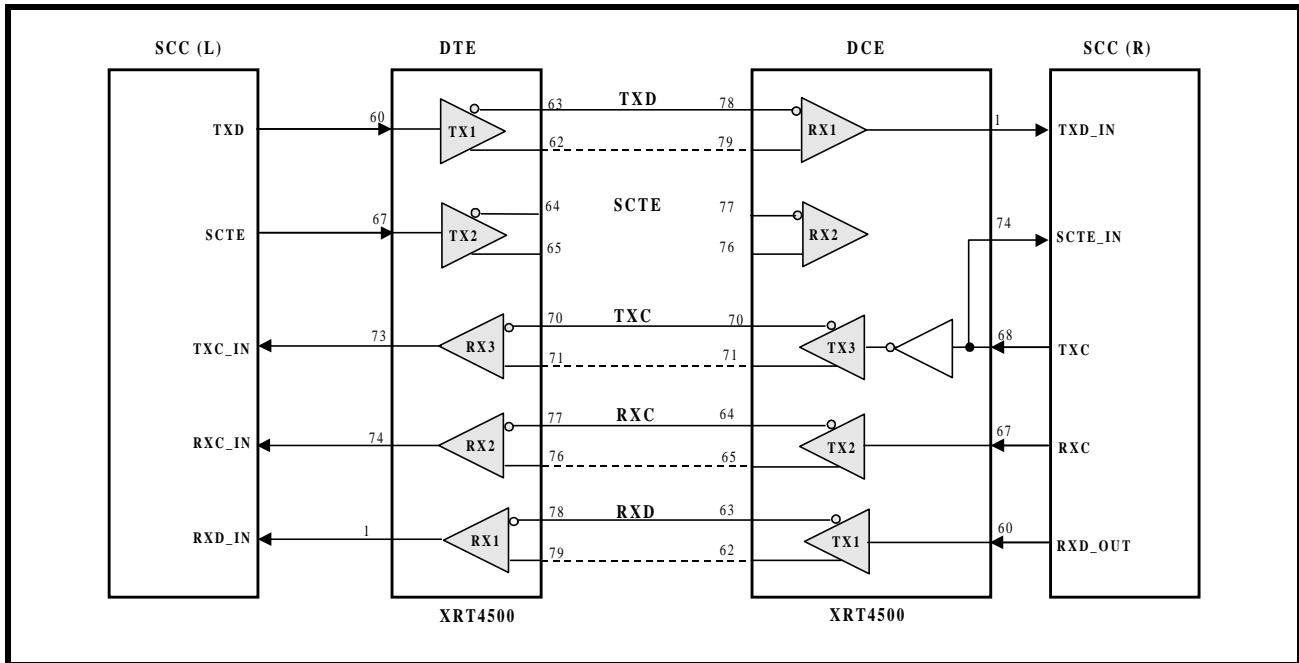 SCC (L) DTE DCE SCC (R)
TXD 60 TX1 63 TXD 78 RX1 1 TXD_IN
62 79
SCTE 67 TX2 64 SCTE 77 RX2 74 SCTE_IN
65 76
TXC_IN 73 RX3 70 TXC 70 TX3 68 TXC
71 71
RXC_IN 74 RX2 77 RXC 64 TX2 67 RXC
76 65
RXD_IN 1 RX1 78 RXD 63 TX1 60 RXD_OUT
79 62
XRT4500 XRT4500